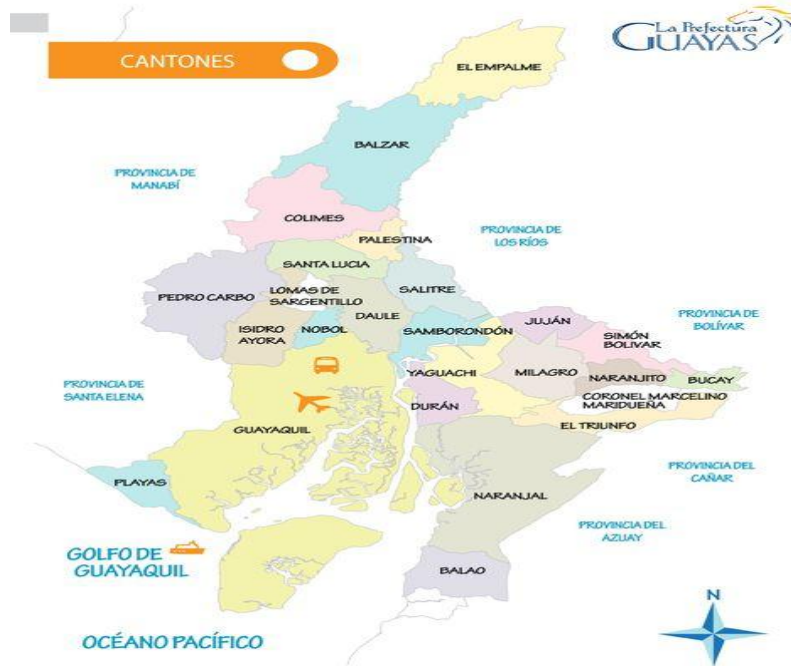 La Prefectura
GUAYAS
CANTONES
EL EMPALME
BALZAR
PROVINCIA DE
MANABÍ
COLIMES
PALESTINA
PROVINCIA DE
LOS RÍOS
SANTA LUCIA
PEDRO CARBO
LOMAS DE
SARGENTILLO
SALITRE
DAULE
ISIDRO
AYORA
NOBOL
SAMBORONDÓN
JUJÁN
SIMÓN
BOLIVAR
PROVINCIA DE
BOLÍVAR
YAGUACHI
MILAGRO
NARANJITO
BUCAY
PROVINCIA DE
SANTA ELENA
DURÁN
CORONEL MARCELINO
MARIDUEÑA
GUAYAQUIL
EL TRIUNFO
PLAYAS
NARANJAL
PROVINCIA DEL
CAÑAR
PROVINCIA DEL
AZUAY
GOLFO DE
GUAYAQUIL
BALAO
N
OCÉANO PACÍFICO